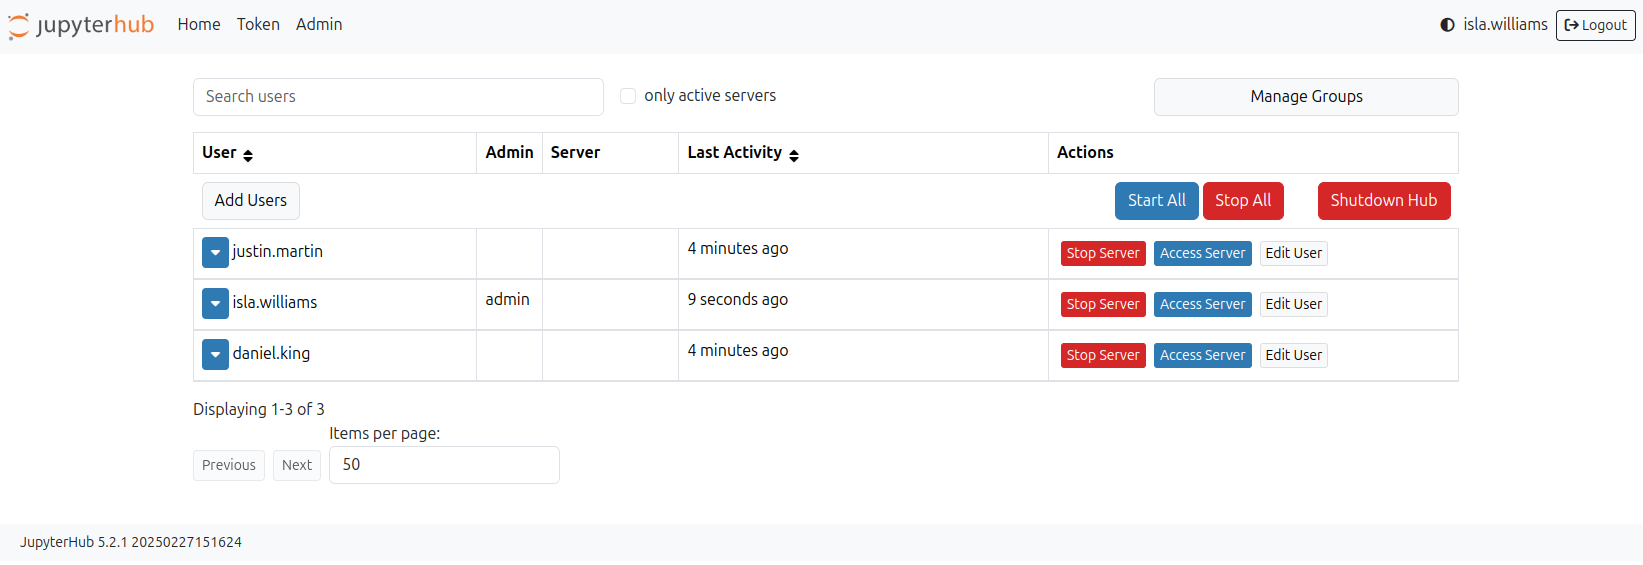 jupyterhub Home Token Admin isla.williams Logout
Search users only active servers Manage Groups
User Admin Server Last Activity Actions
Add Users Start All Stop All Shutdown Hub
justin.martin 4 minutes ago Stop Server Access Server Edit User
isla.williams admin 9 seconds ago Stop Server Access Server Edit User
daniel.king 4 minutes ago Stop Server Access Server Edit User
Displaying 1-3 of 3
Items per page:
Previous Next 50
JupyterHub 5.2.1 20250227151624